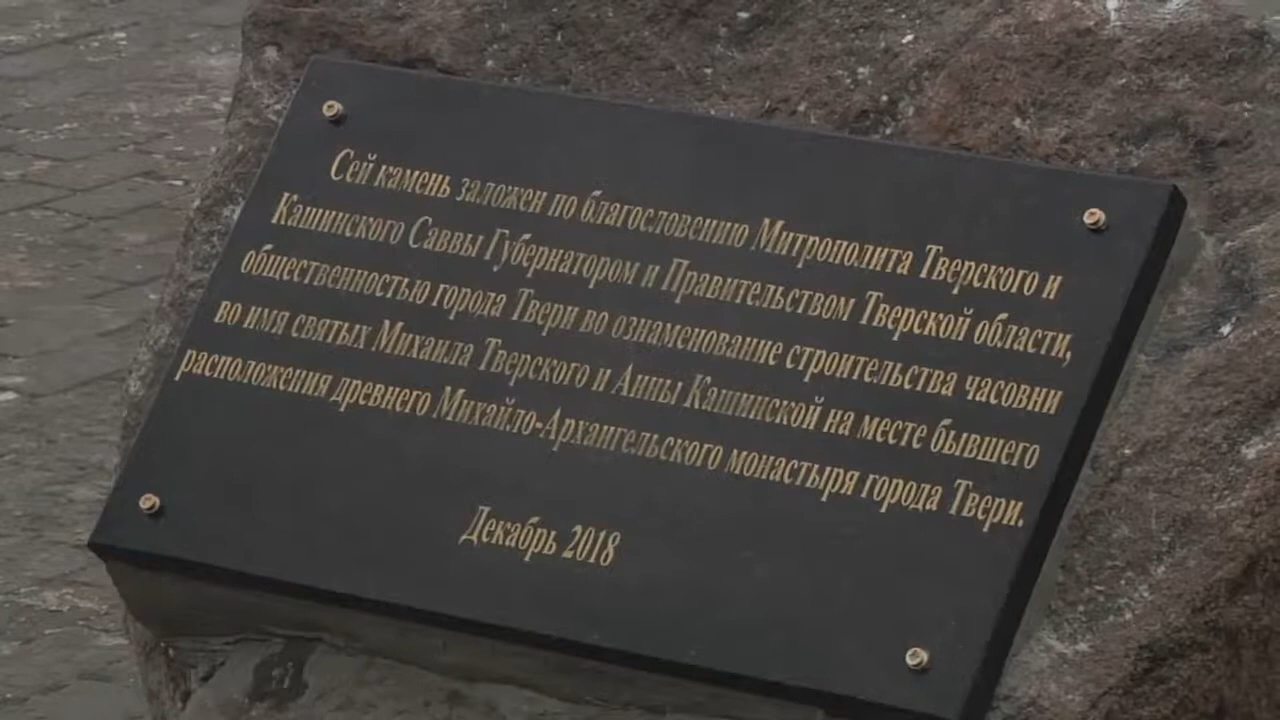 Сей камень заложен по благословению Митрополита Тверского и
Кашинского Саввы Губернатором и Правительством Тверской области,
общественностью города Твери во ознаменование строительства часовни
во имя святых Михаила Тверского и Анны Кашинской на месте бывшего
расположения древнего Михайло-Архангельского монастыря города Твери.
Декабрь 2018